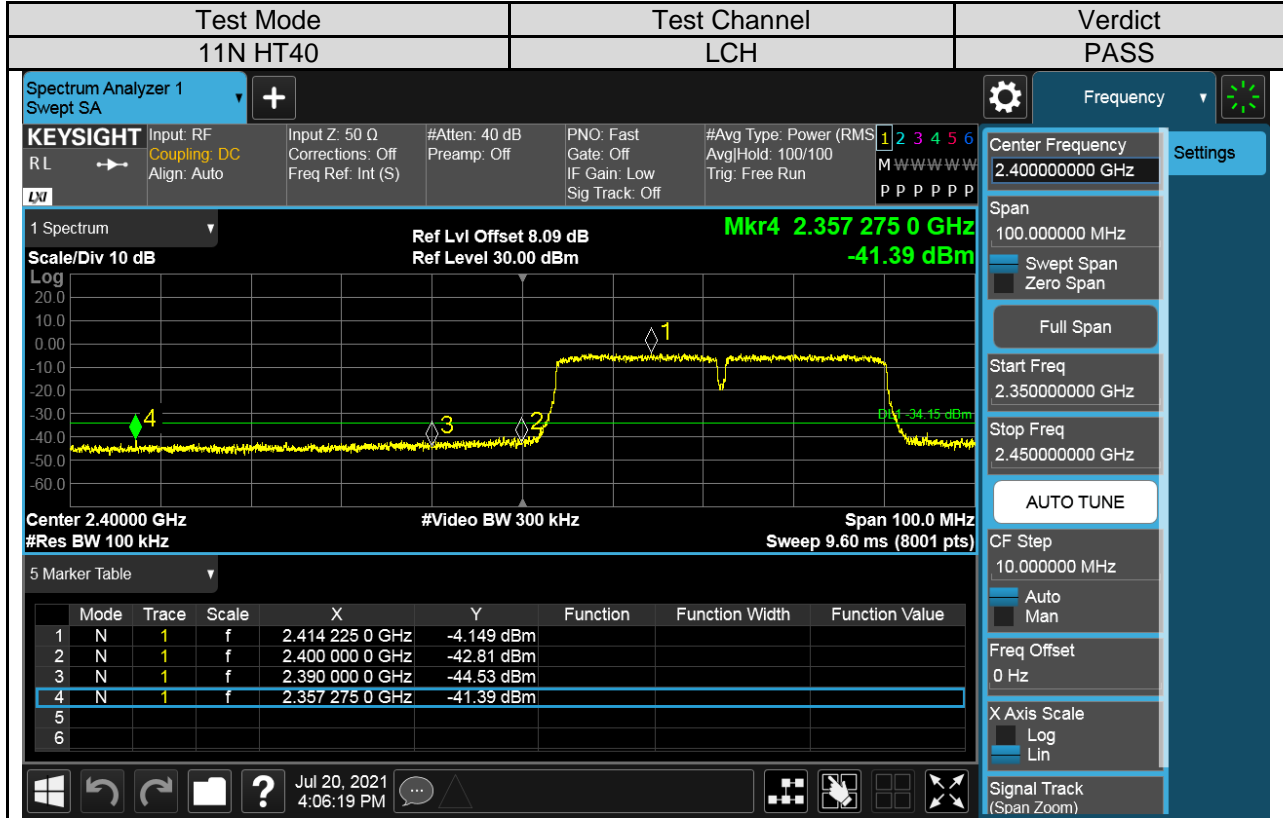 Test Mode Test Channel Verdict
11N HT40 LCH PASS
Spectrum Analyzer 1
Swept SA
Frequency
KEYSIGHT Input: RF Input Z: 50 Ω #Atten: 40 dB PNO: Fast #Avg Type: Power (RMS 1 2 3 4 5 6
RL Coupling: DC Corrections: Off Preamp: Off Gate: Off Avg|Hold: 100/100 M W W W W W
Align: Auto Freq Ref: Int (S) IF Gain: Low Trig: Free Run
LXI Sig Track: Off P P P P P P
1 Spectrum
Ref Lvl Offset 8.09 dB
Mkr4 2.357 275 0 GHz
Scale/Div 10 dB Ref Level 30.00 dBm -41.39 dBm
Log
20.0
10.0
0.00
-10.0
-20.0
-30.0
-40.0
-50.0
-60.0
1
2
3
4
DL1 -34.15 dBm
Center 2.40000 GHz #Video BW 300 kHz Span 100.0 MHz
#Res BW 100 kHz Sweep 9.60 ms (8001 pts)
5 Marker Table
Mode Trace Scale X Y Function Function Width Function Value
1 N 1 f 2.414 225 0 GHz -4.149 dBm
2 N 1 f 2.400 000 0 GHz -42.81 dBm
3 N 1 f 2.390 000 0 GHz -44.53 dBm
4 N 1 f 2.357 275 0 GHz -41.39 dBm
5
6
Jul 20, 2021
4:06:19 PM
Settings
Center Frequency
2.400000000 GHz
Span
100.000000 MHz
Swept Span
Zero Span
Full Span
Start Freq
2.350000000 GHz
Stop Freq
2.450000000 GHz
AUTO TUNE
CF Step
10.000000 MHz
Auto
Man
Freq Offset
0 Hz
X Axis Scale
Log
Lin
Signal Track
(Span Zoom)